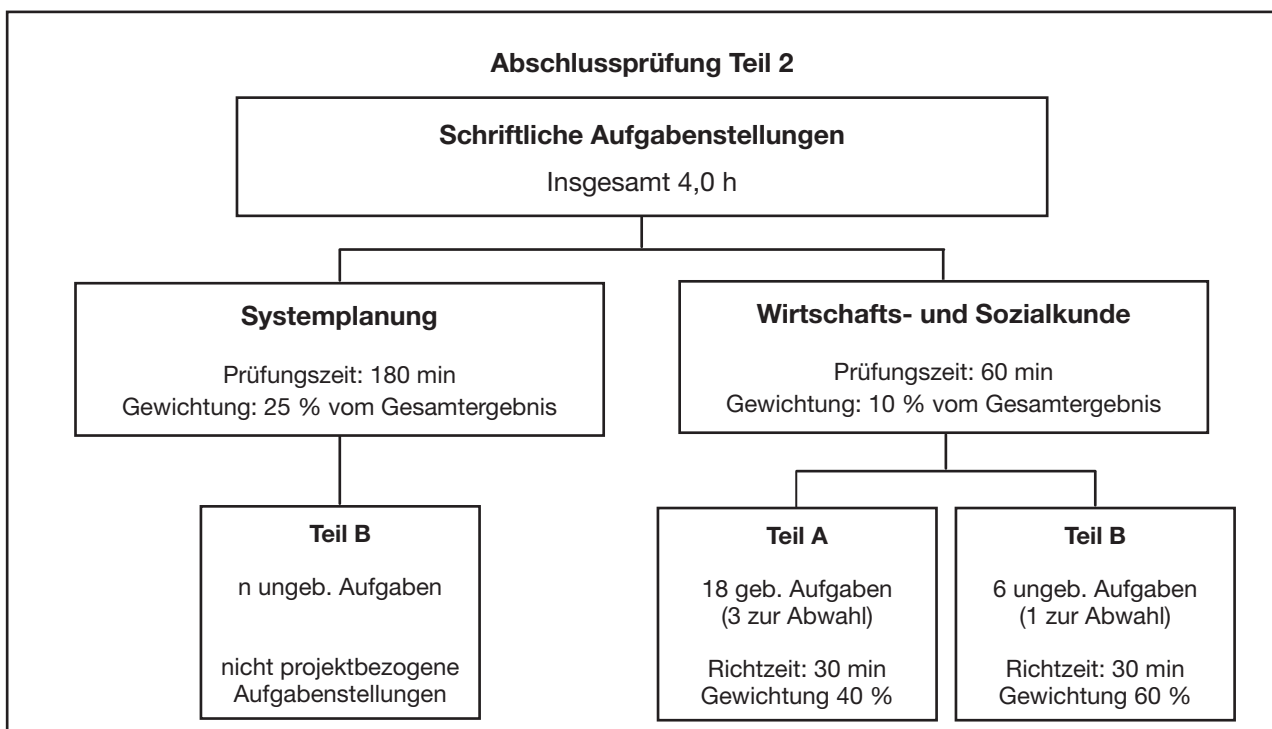 Abschlussprüfung Teil 2
Schriftliche Aufgabenstellungen
Insgesamt 4,0 h
Systemplanung
Prüfungszeit: 180 min
Gewichtung: 25 % vom Gesamtergebnis
Wirtschafts- und Sozialkunde
Prüfungszeit: 60 min
Gewichtung: 10 % vom Gesamtergebnis
Teil B
n ungeb. Aufgaben
nicht projektbezogene
Aufgabenstellungen
Teil A
18 geb. Aufgaben
(3 zur Abwahl)
Richtzeit: 30 min
Gewichtung 40 %
Teil B
6 ungeb. Aufgaben
(1 zur Abwahl)
Richtzeit: 30 min
Gewichtung 60 %